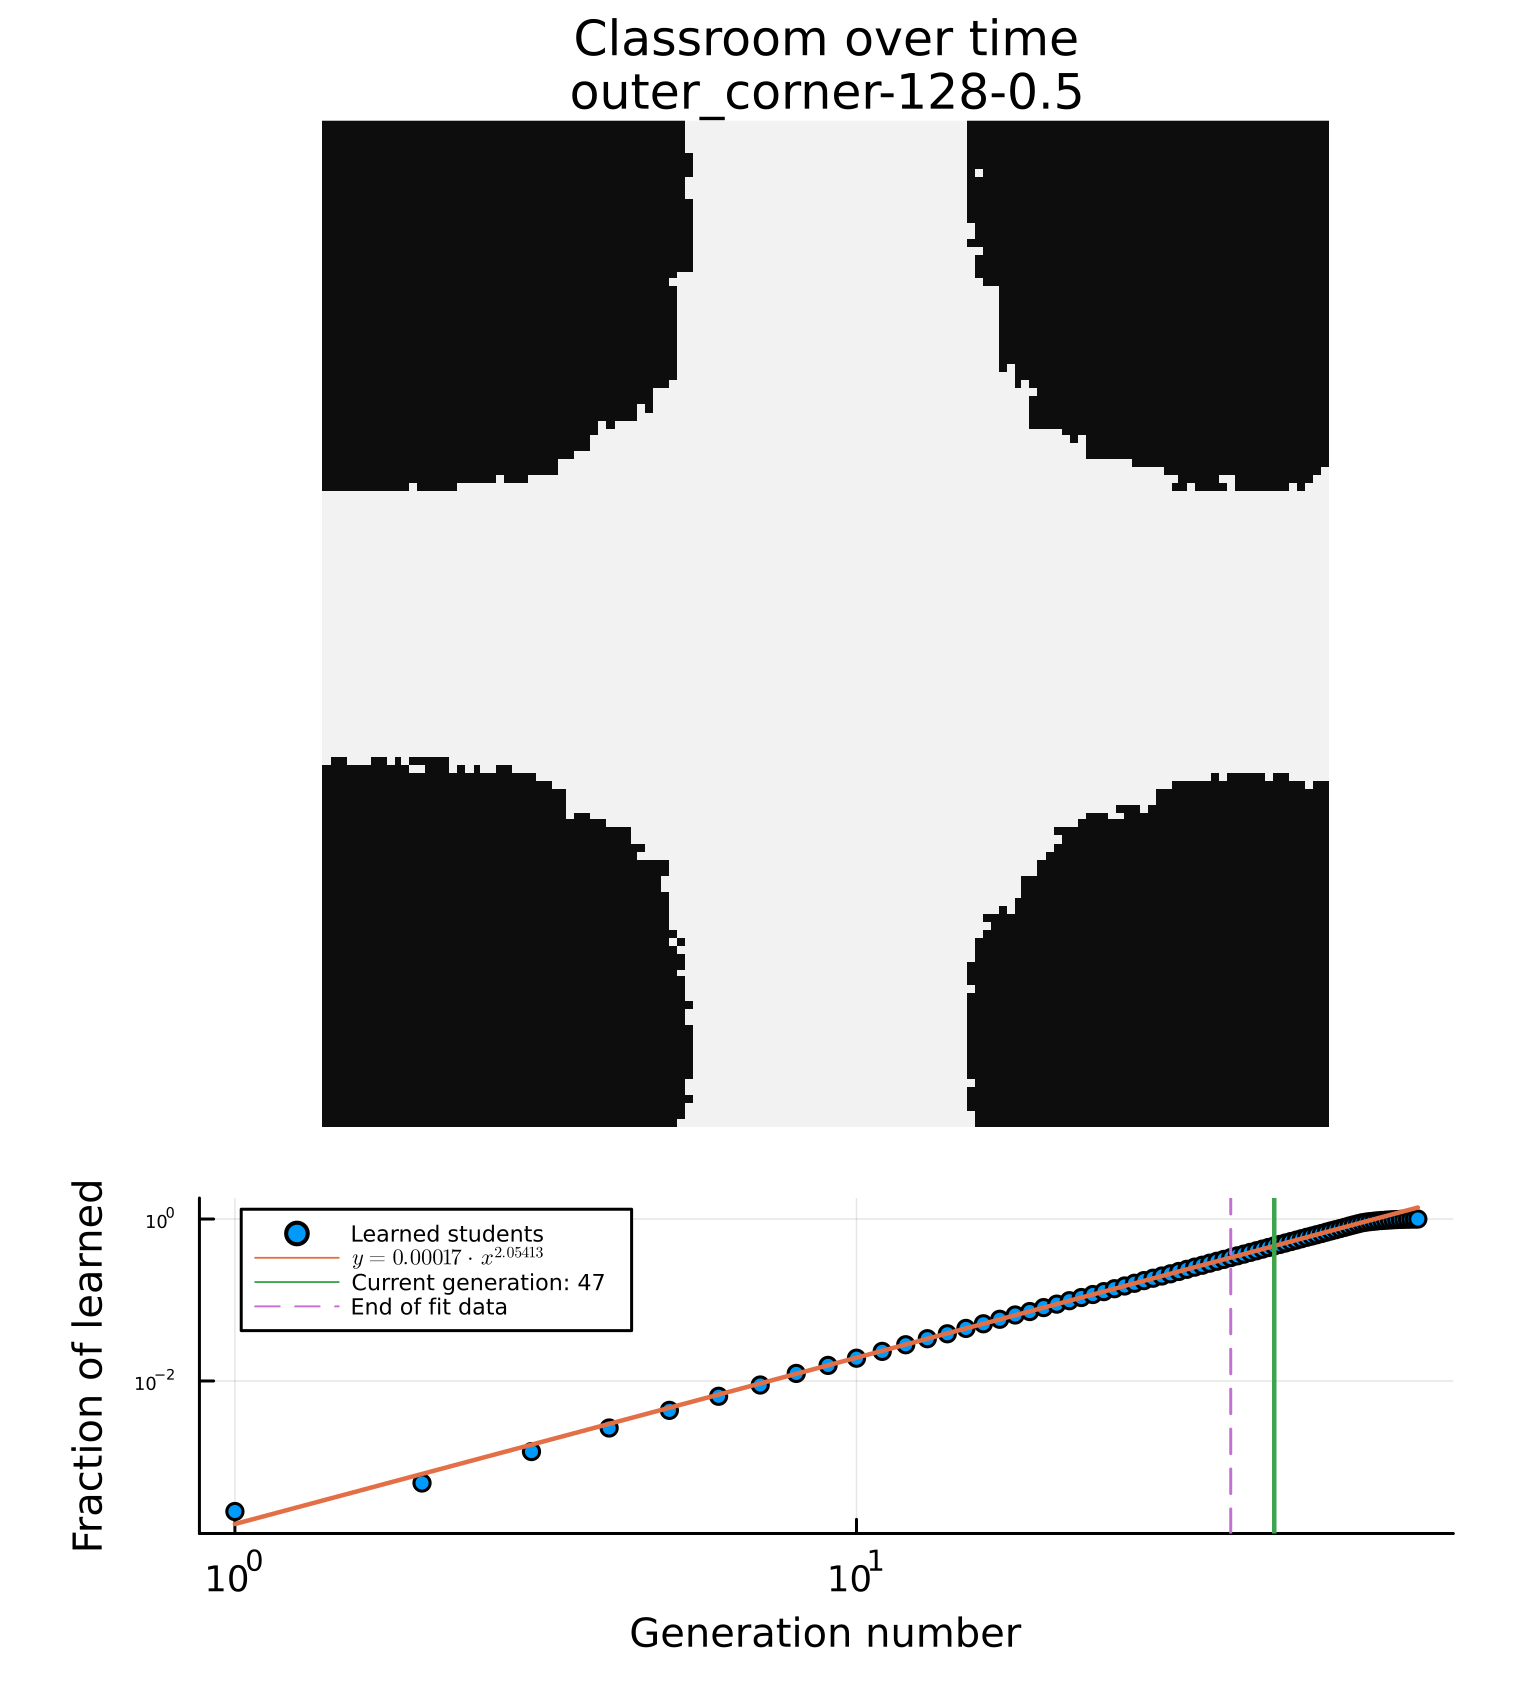 Classroom over time
outer_corner-128-0.5
Fraction of learned
10^0
10^-2
Learned students
y = 0.00017 · x^2.05413
Current generation: 47
End of fit data
10^0
10^1
Generation number